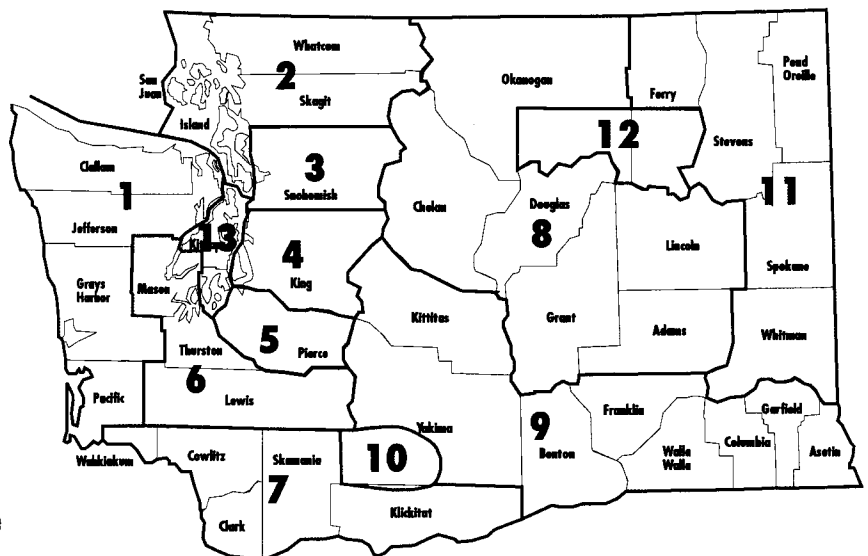 Whatcom
2
Skagit
San
Juan
Island
Okanogan
Ferry
Pend
Oreille
12
Stevens
Clallam
1
Jefferson
3
Snohomish
Chelan
Douglas
8
11
13
4
King
Lincoln
Spokane
Grays
Harbor
Mason
5
Pierce
Kittitas
Grant
Adams
Whitman
Thurston
6
Lewis
Pacific
Yakima
9
Benton
Franklin
Garfield
Columbia
Asotin
Walla
Walla
Wahkiakum
Cowlitz
Skamania
7
10
Clark
Klickitat